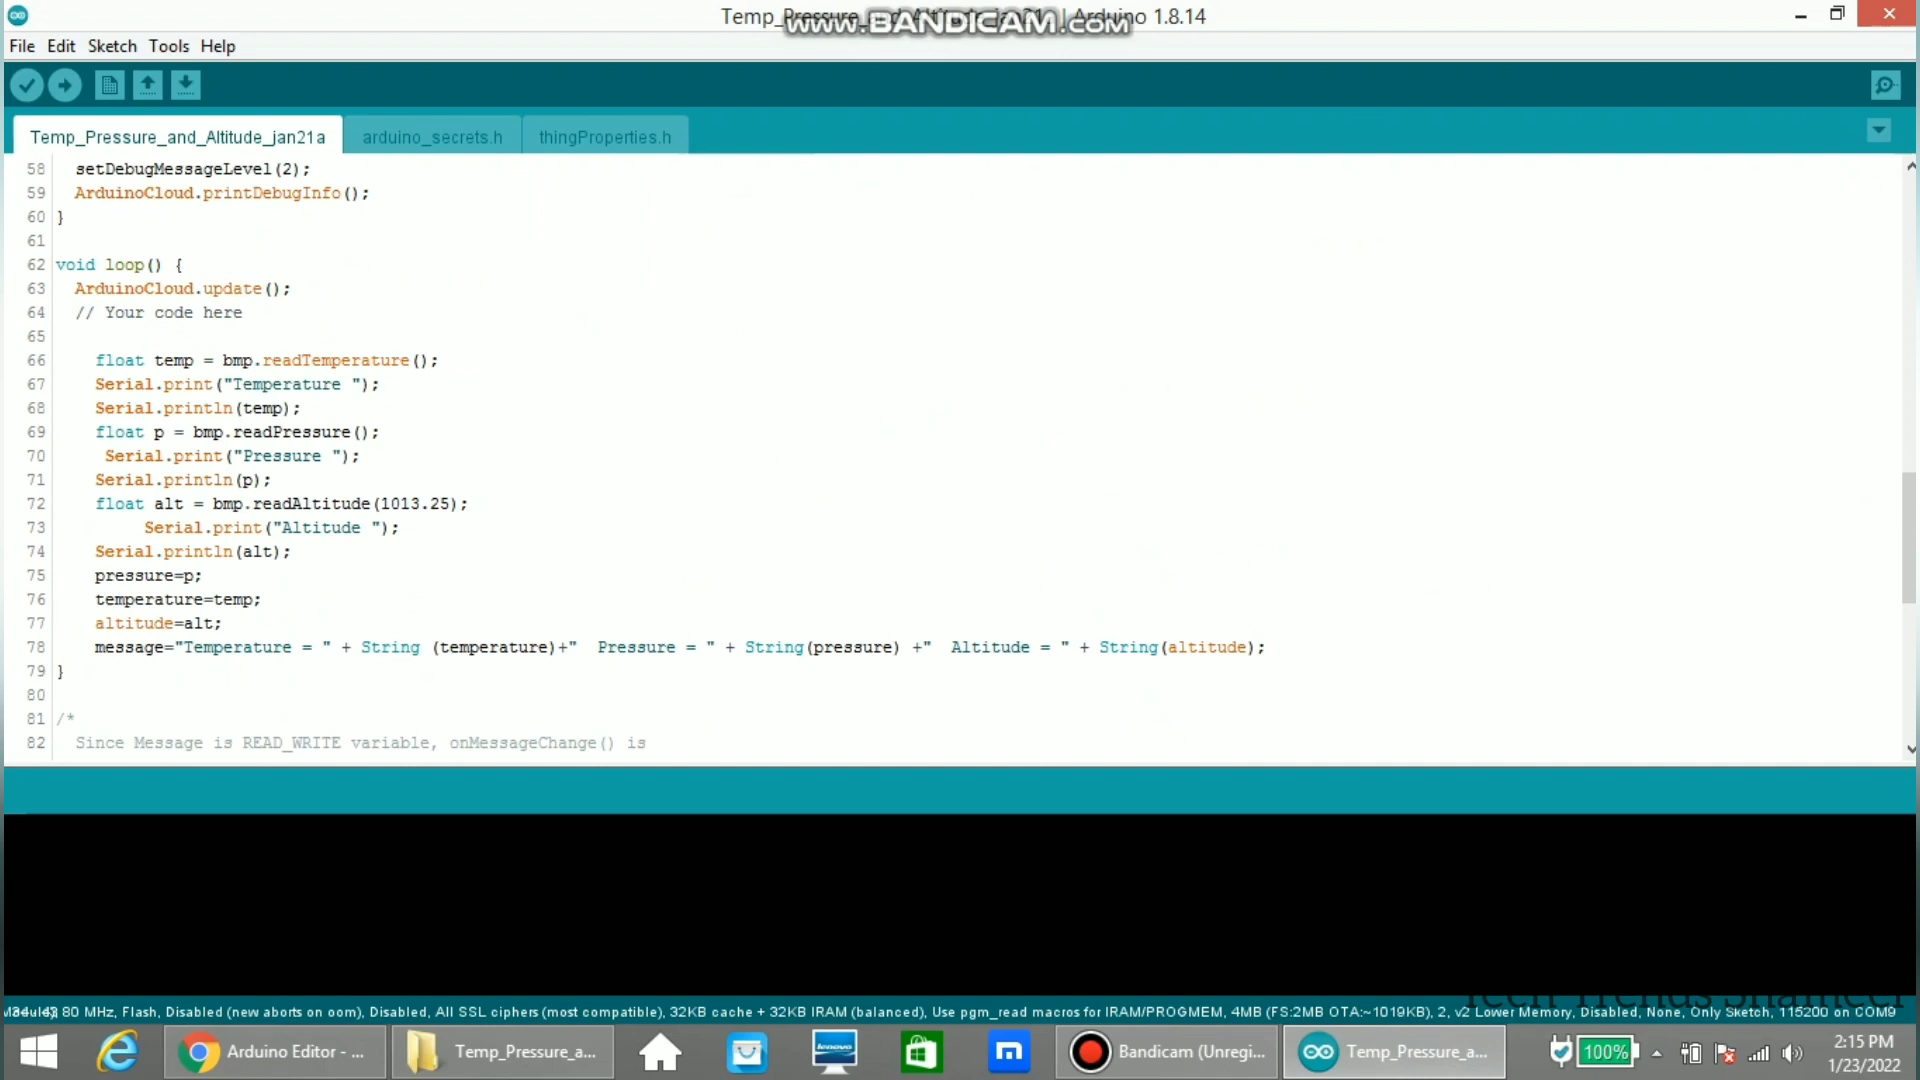 Temp_Pressure_and_Altitude_jan21a | Arduino 1.8.14
www.BANDICAM.com
File Edit Sketch Tools Help
Temp_Pressure_and_Altitude_jan21a arduino_secrets.h thingProperties.h
58 setDebugMessageLevel(2);
59 ArduinoCloud.printDebugInfo();
60 }
61
62 void loop() {
63 ArduinoCloud.update();
64 // Your code here
65
66 float temp = bmp.readTemperature();
67 Serial.print("Temperature ");
68 Serial.println(temp);
69 float p = bmp.readPressure();
70 Serial.print("Pressure ");
71 Serial.println(p);
72 float alt = bmp.readAltitude(1013.25);
73 Serial.print("Altitude ");
74 Serial.println(alt);
75 pressure=p;
76 temperature=temp;
77 altitude=alt;
78 message="Temperature = " + String (temperature)+"  Pressure = " + String(pressure) +"  Altitude = " + String(altitude);
79 }
80
81 /*
82 Since Message is READ_WRITE variable, onMessageChange() is
Tech Trends Shameer
80 MHz, Flash, Disabled (new aborts on oom), Disabled, All SSL ciphers (most compatible), 32KB cache + 32KB IRAM (balanced), Use pgm_read macros for IRAM/PROGMEM, 4MB (FS:2MB OTA:~1019KB), 2, v2 Lower Memory, Disabled, None, Only Sketch, 115200 on COM9
Arduino Editor - ... Temp_Pressure_a... lenovo Bandicam (Unregi... Temp_Pressure_a... 100% 2:15 PM
1/23/2022